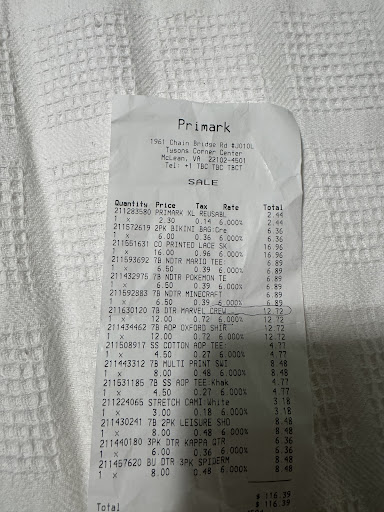 Primark
1961 Chain Bridge Rd #J010L
Tysons Corner Center
McLean, VA 22102-4501
Tel: +1 TBC TBC TBCT
SALE
Quantity Price Tax Rate Total
211283580 PRIMARK XL REUSABL 2.44
1 x 2.30 0.14 6.000% 2.44
211572619 2PK BIKINI BAG:Cre 6.36
1 x 6.00 0.36 6.000% 6.36
211551631 CO PRINTED LACE SK 16.96
1 x 16.00 0.96 6.000% 16.96
211593692 7B NDTR MARIO TEE 6.89
1 x 6.50 0.39 6.000% 6.89
211432975 7B NDTR POKEMON TE 6.89
1 x 6.50 0.39 6.000% 6.89
211592883 7B NDTR MINECRAFT 6.89
1 x 6.50 0.39 6.000% 6.89
211630120 7B DTR MARVEL CREW 12.72
1 x 12.00 0.72 6.000% 12.72
211434462 7B AOP OXFORD SHIR 12.72
1 x 12.00 0.72 6.000% 12.72
211508917 SS COTTON AOP TEE: 4.77
1 x 4.50 0.27 6.000% 4.77
211443312 7B MULTI PRINT SWI 8.48
1 x 8.00 0.48 6.000% 8.48
211531185 7B SS AOP TEE:Khak 4.77
1 x 4.50 0.27 6.000% 4.77
211224065 STRETCH CAMI White 3.18
1 x 3.00 0.18 6.000% 3.18
211430241 7B 2PK LEISURE SHO 8.48
1 x 8.00 0.48 6.000% 8.48
211440180 3PK DTR KAPPA QTR 6.36
1 x 6.00 0.36 6.000% 6.36
211457620 BU DTR 3PK SPIDERM 8.48
1 x 8.00 0.48 6.000% 8.48
$ 116.39
Total $ 116.39